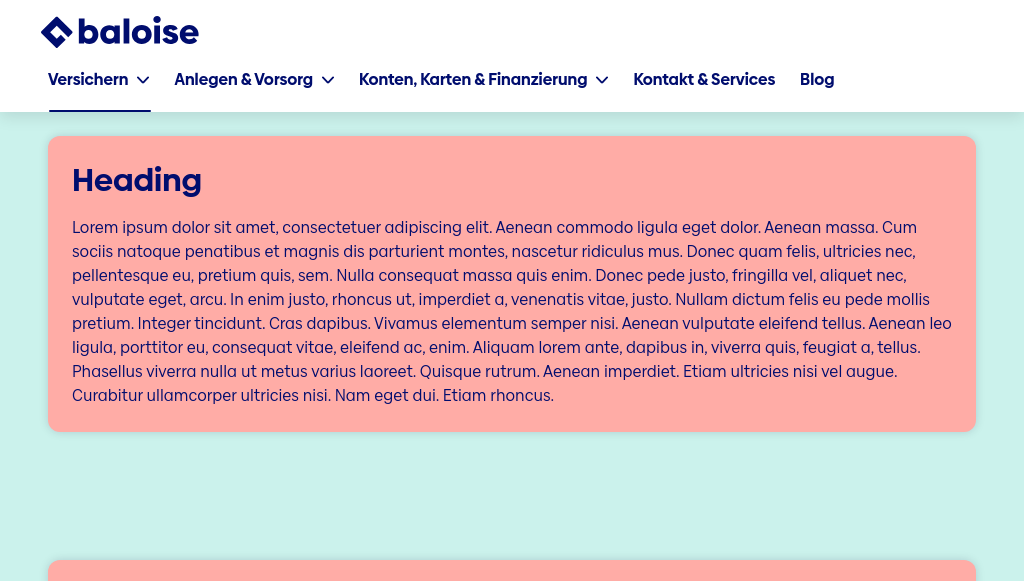 baloise
Versichern Anlegen & Vorsorg Konten, Karten & Finanzierung Kontakt & Services Blog
Heading
Lorem ipsum dolor sit amet, consectetuer adipiscing elit. Aenean commodo ligula eget dolor. Aenean massa. Cum
sociis natoque penatibus et magnis dis parturient montes, nascetur ridiculus mus. Donec quam felis, ultricies nec,
pellentesque eu, pretium quis, sem. Nulla consequat massa quis enim. Donec pede justo, fringilla vel, aliquet nec,
vulputate eget, arcu. In enim justo, rhoncus ut, imperdiet a, venenatis vitae, justo. Nullam dictum felis eu pede mollis
pretium. Integer tincidunt. Cras dapibus. Vivamus elementum semper nisi. Aenean vulputate eleifend tellus. Aenean leo
ligula, porttitor eu, consequat vitae, eleifend ac, enim. Aliquam lorem ante, dapibus in, viverra quis, feugiat a, tellus.
Phasellus viverra nulla ut metus varius laoreet. Quisque rutrum. Aenean imperdiet. Etiam ultricies nisi vel augue.
Curabitur ullamcorper ultricies nisi. Nam eget dui. Etiam rhoncus.